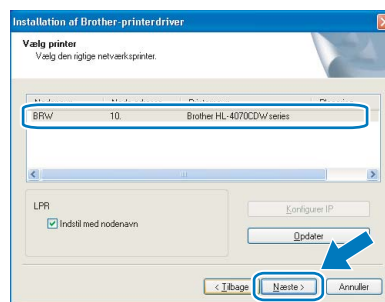 Installation af Brother-printerdriver
Vælg printer
Vælg den rigtige netværksprinter.
BRW 10. Brother HL-4070CDW series
LPR
Indstil med nodenavn
Konfigurer IP
Opdater
< Tilbage Næste > Annuller